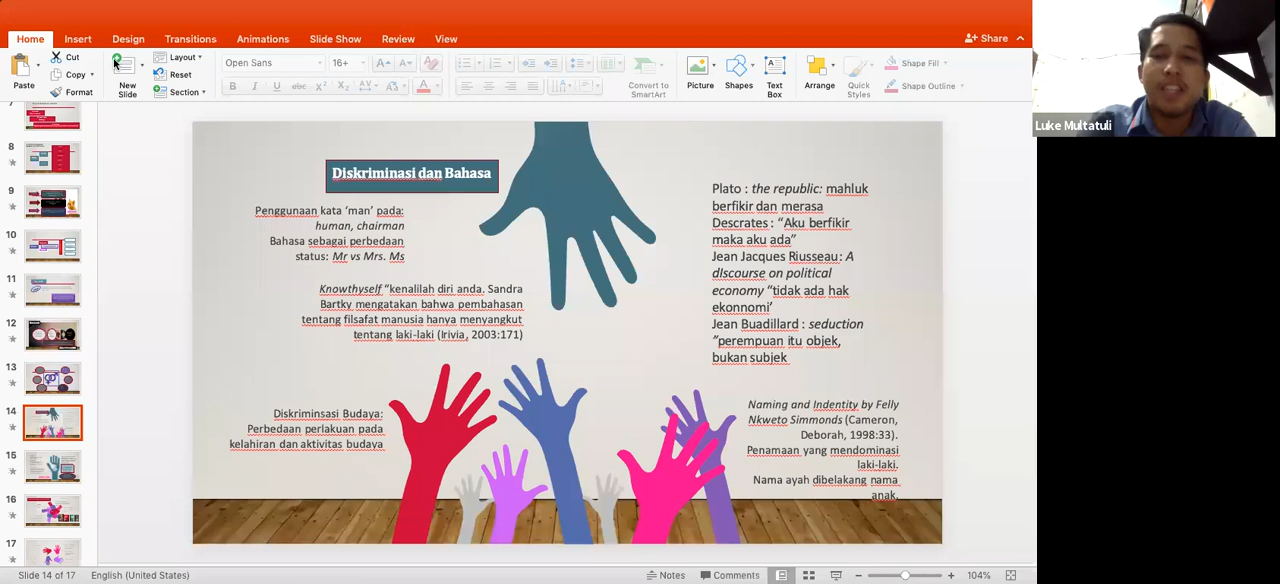 Home Insert Design Transitions Animations Slide Show Review View Share
Cut
Copy
Format
Paste
New
Slide
Layout
Reset
Section
Open Sans 16+
Convert to
SmartArt
Picture
Shapes
Text
Box
Arrange
Quick
Styles
Shape Fill
Shape Outline
Luke Multatuli
7
8
9
10
11
12
13
14
15
16
17
Diskriminasi dan Bahasa
Penggunaan kata ‘man’ pada:
human, chairman
Bahasa sebagai perbedaan
status: Mr vs Mrs. Ms
Knowthyself “kenalilah diri anda. Sandra
Bartky mengatakan bahwa pembahasan
tentang filsafat manusia hanya menyangkut
tentang laki-laki (Irivia, 2003:171)
Diskriminsasi Budaya:
Perbedaan perlakuan pada
kelahiran dan aktivitas budaya
Plato : the republic: mahluk
berfikir dan merasa
Descrates : “Aku berfikir
maka aku ada”
Jean Jacques Riusseau: A
dIscourse on political
economy “tidak ada hak
ekonnomi’
Jean Buadillard : seduction
”perempuan itu objek,
bukan subjek
Naming and Indentity by Felly
Nkweto Simmonds (Cameron,
Deborah, 1998:33).
Penamaan yang mendominasi
laki-laki.
Nama ayah dibelakang nama
anak.
Slide 14 of 17 English (United States) Notes Comments 104%